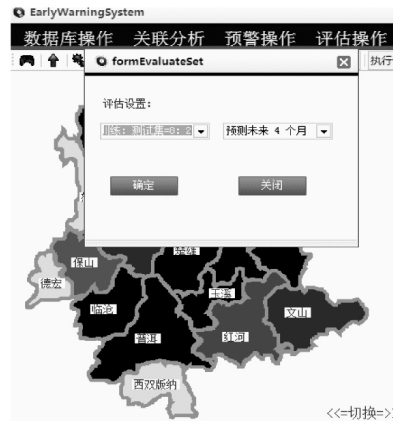 EarlyWarningSystem
数据库操作 关联分析 预警操作 评估操作
formEvaluateSet
执行
评估设置：
预测未来 4 个月
确定 关闭
楚雄
保山
德宏
玉溪
临沧
文山
普洱
红河
西双版纳
<<=切换=>